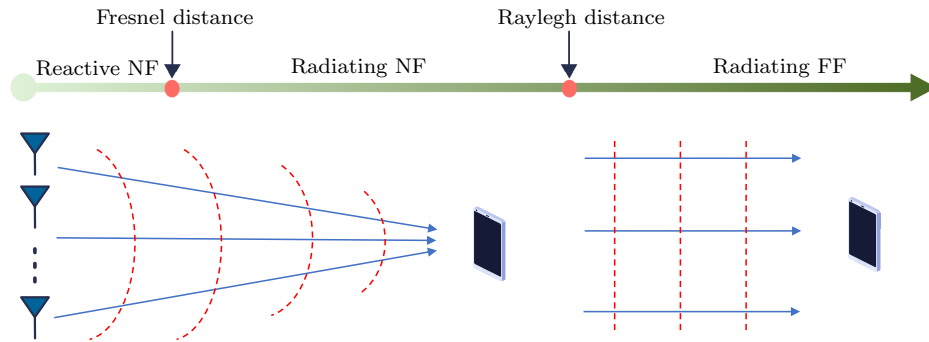 Fresnel distance
Raylegh distance
Reactive NF
Radiating NF
Radiating FF